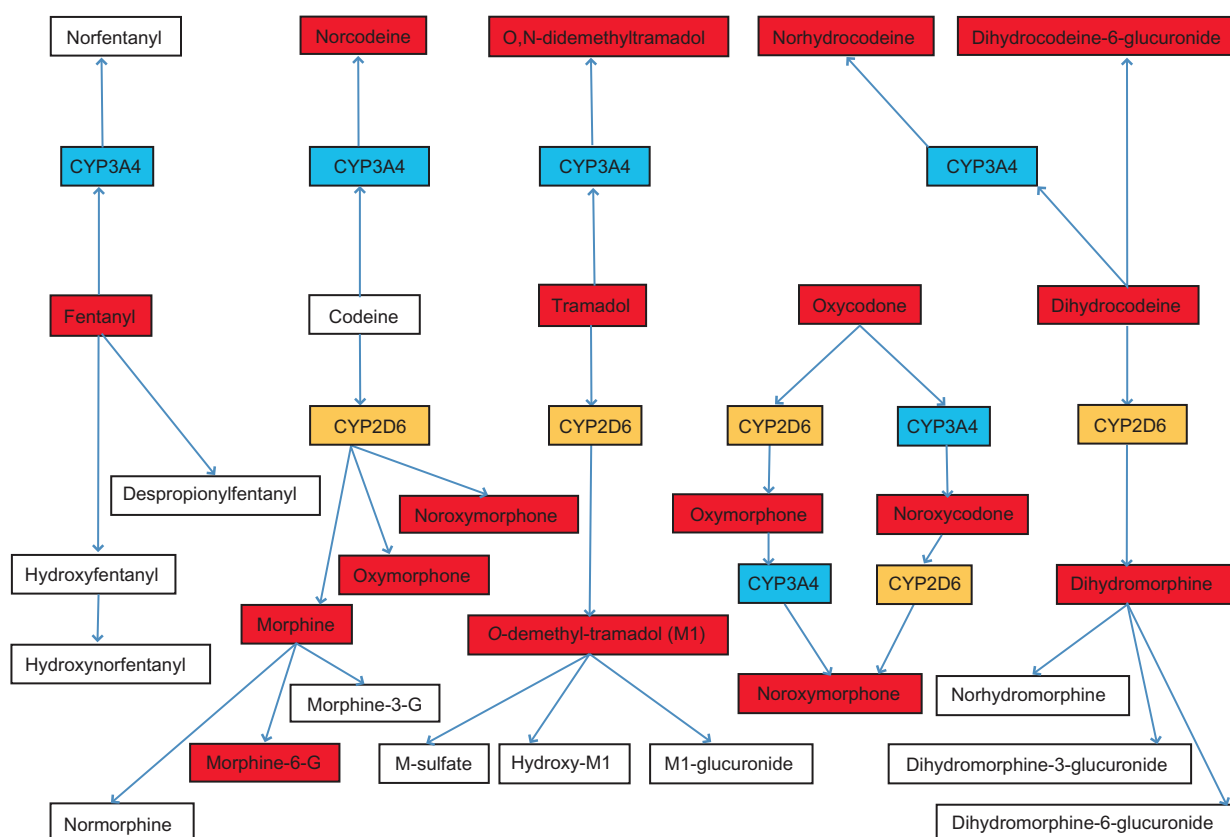 Norfentanyl
Norcodeine
O,N-didemethyltramadol
Norhydrocodeine
Dihydrocodeine-6-glucuronide
CYP3A4
CYP3A4
CYP3A4
CYP3A4
Fentanyl
Codeine
Tramadol
Oxycodone
Dihydrocodeine
CYP2D6
CYP2D6
CYP2D6
CYP3A4
CYP2D6
Despropionylfentanyl
Noroxymorphone
Oxymorphone
Noroxycodone
Hydroxyfentanyl
Oxymorphone
CYP3A4
CYP2D6
Dihydromorphine
Morphine
O-demethyl-tramadol (M1)
Hydroxynorfentanyl
Morphine-3-G
Noroxymorphone
Norhydromorphine
Morphine-6-G
M-sulfate
Hydroxy-M1
M1-glucuronide
Dihydromorphine-3-glucuronide
Normorphine
Dihydromorphine-6-glucuronide